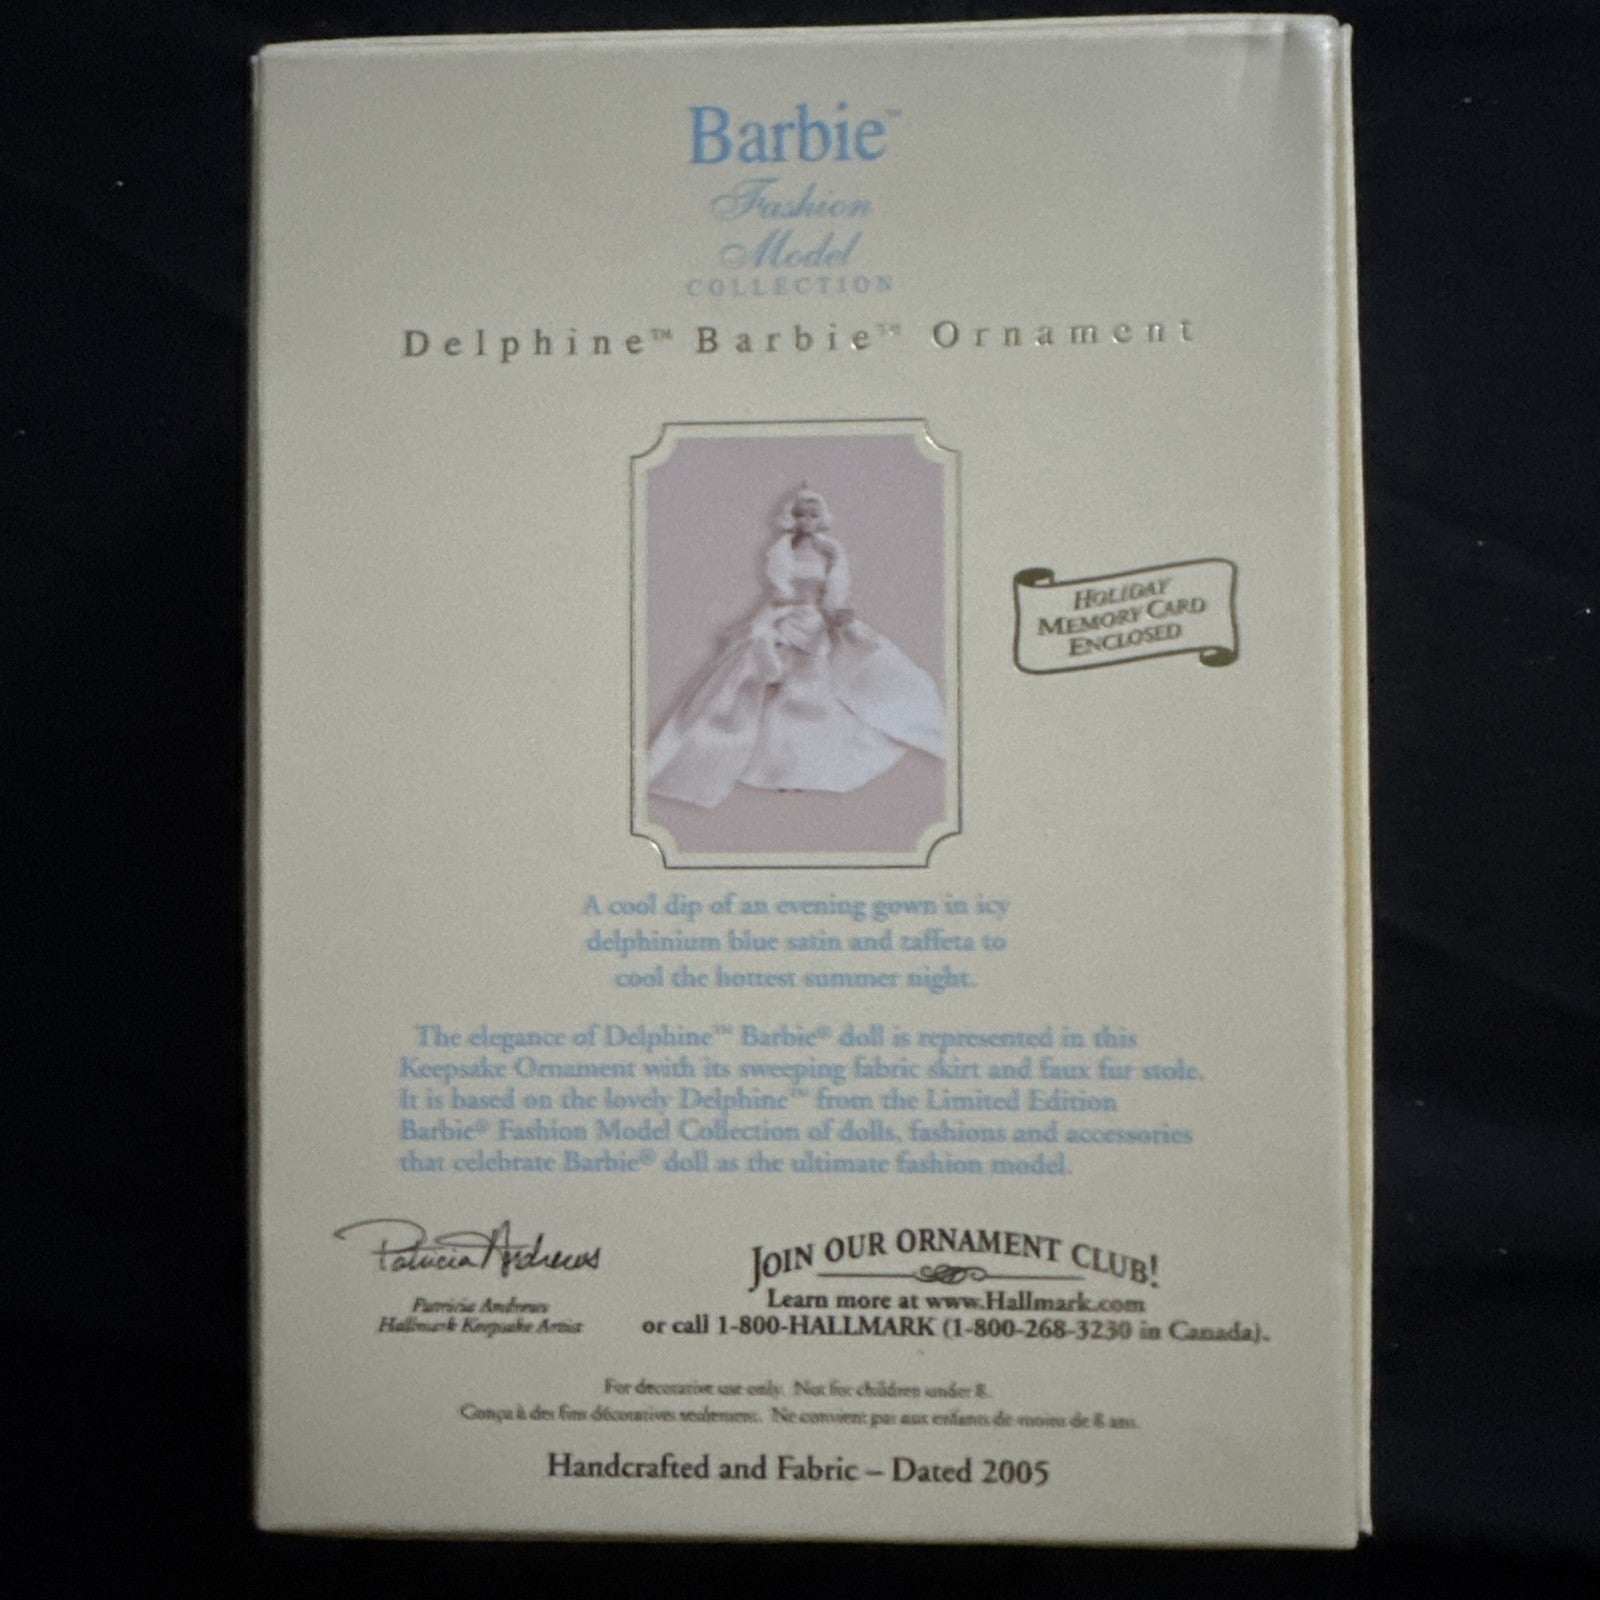 Barbie™
Fashion
Model
COLLECTION
Delphine™ Barbie™ Ornament
HOLIDAY
MEMORY CARD
ENCLOSED
A cool dip of an evening gown in icy
delphinium blue satin and taffeta to
cool the hottest summer night.
The elegance of Delphine™ Barbie® doll is represented in this
Keepsake Ornament with its sweeping fabric skirt and faux fur stole.
It is based on the lovely Delphine™ from the Limited Edition
Barbie® Fashion Model Collection of dolls, fashions and accessories
that celebrate Barbie® doll as the ultimate fashion model.
Patricia Andrews
Patricia Andrews
Hallmark Keepsake Artist
JOIN OUR ORNAMENT CLUB!
Learn more at www.Hallmark.com
or call 1-800-HALLMARK (1-800-268-3230 in Canada).
For decorative use only. Not for children under 8.
Conçu à des fins décoratives seulement. Ne convient pas aux enfants de moins de 8 ans.
Handcrafted and Fabric – Dated 2005